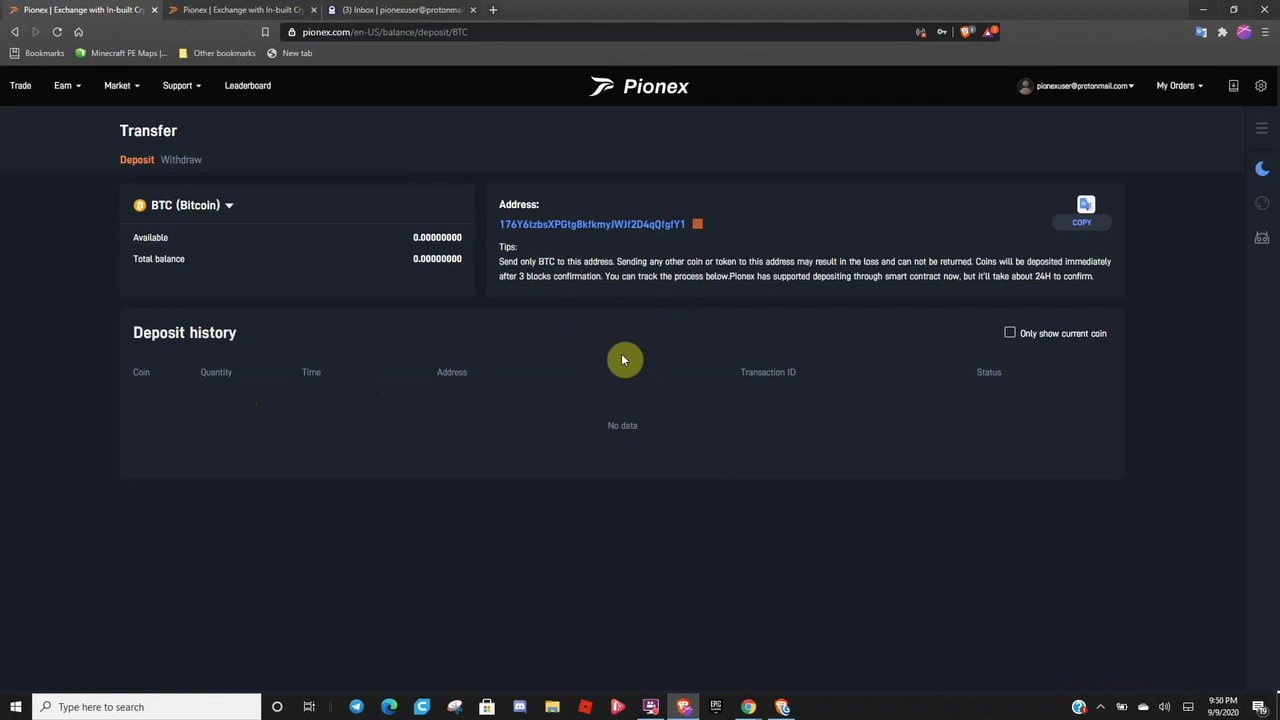 Pionex | Exchange with In-built Cry
Pionex | Exchange with In-built Cry
(3) Inbox | pionexuser@protonmail
pionex.com/en-US/balance/deposit/BTC
Bookmarks
Minecraft PE Maps |...
Other bookmarks
New tab
Trade
Earn
Market
Support
Leaderboard
Pionex
pionexuser@protonmail.com
My Orders
Transfer
Deposit
Withdraw
BTC (Bitcoin)
Available 0.00000000
Total balance 0.00000000
Address:
176Y6tzbsXPGtg8kfkmyJWJf2D4qQfgfY1
COPY
Tips:
Send only BTC to this address. Sending any other coin or token to this address may result in the loss and can not be returned. Coins will be deposited immediately
after 3 blocks confirmation. You can track the process below.Pionex has supported depositing through smart contract now, but it'll take about 24H to confirm.
Deposit history
Only show current coin
Coin Quantity Time Address Transaction ID Status
No data
Type here to search
9:50 PM
9/9/2020